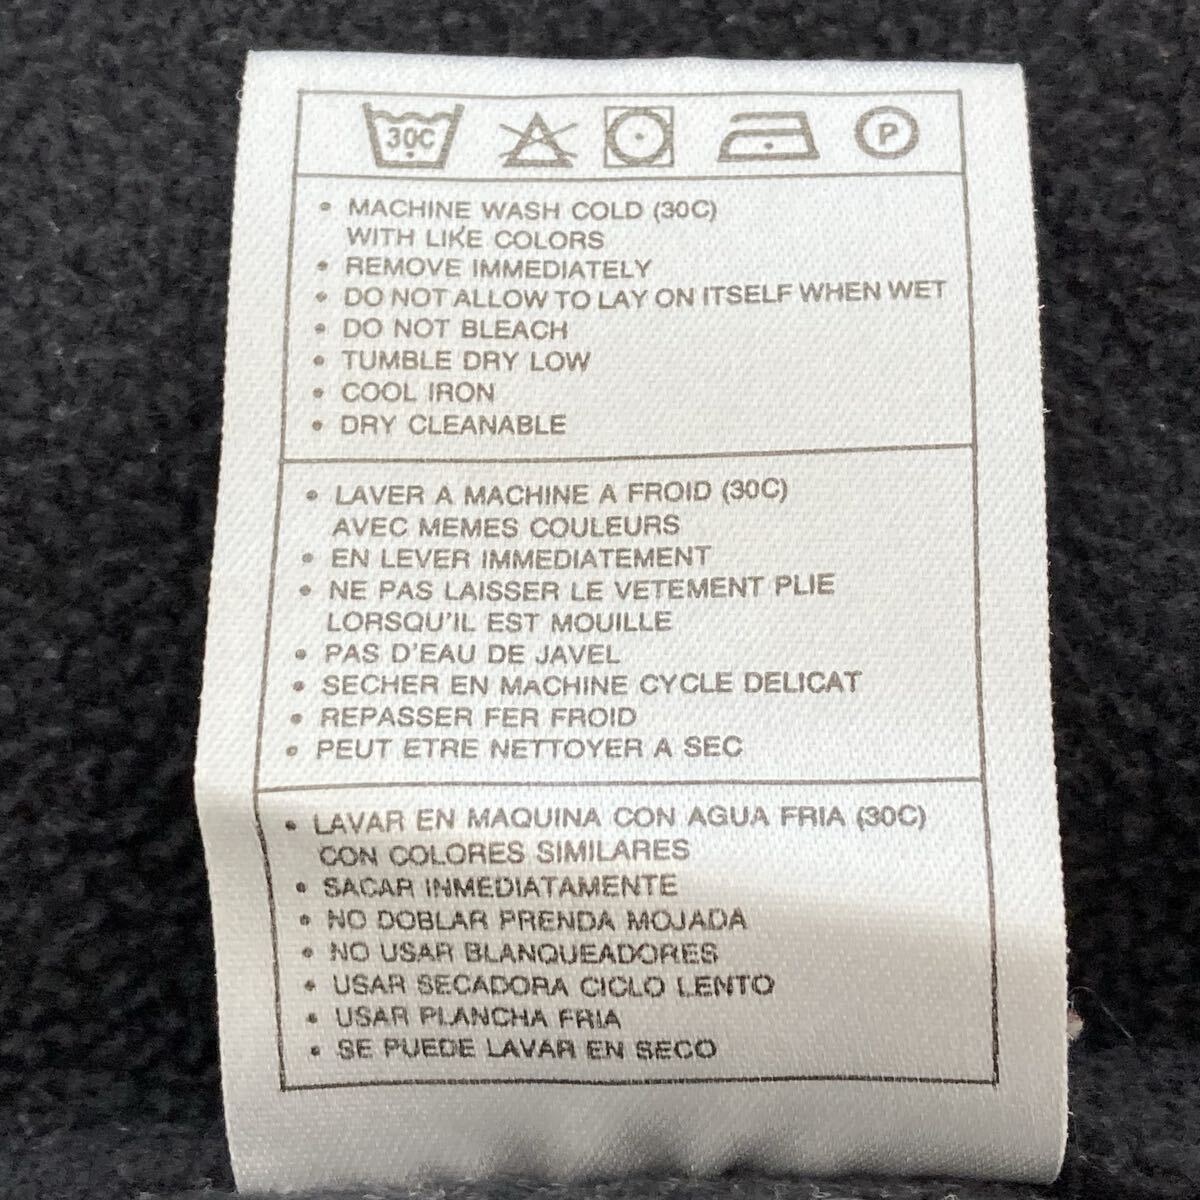 30C P
• MACHINE WASH COLD (30C)
WITH LIKE COLORS
• REMOVE IMMEDIATELY
• DO NOT ALLOW TO LAY ON ITSELF WHEN WET
• DO NOT BLEACH
• TUMBLE DRY LOW
• COOL IRON
• DRY CLEANABLE
• LAVER A MACHINE A FROID (30C)
AVEC MEMES COULEURS
• EN LEVER IMMEDIATEMENT
• NE PAS LAISSER LE VETEMENT PLIE
LORSQU'IL EST MOUILLE
• PAS D'EAU DE JAVEL
• SECHER EN MACHINE CYCLE DELICAT
• REPASSER FER FROID
• PEUT ETRE NETTOYER A SEC
• LAVAR EN MAQUINA CON AGUA FRIA (30C)
CON COLORES SIMILARES
• SACAR INMEDIATAMENTE
• NO DOBLAR PRENDA MOJADA
• NO USAR BLANQUEADORES
• USAR SECADORA CICLO LENTO
• USAR PLANCHA FRIA
• SE PUEDE LAVAR EN SECO